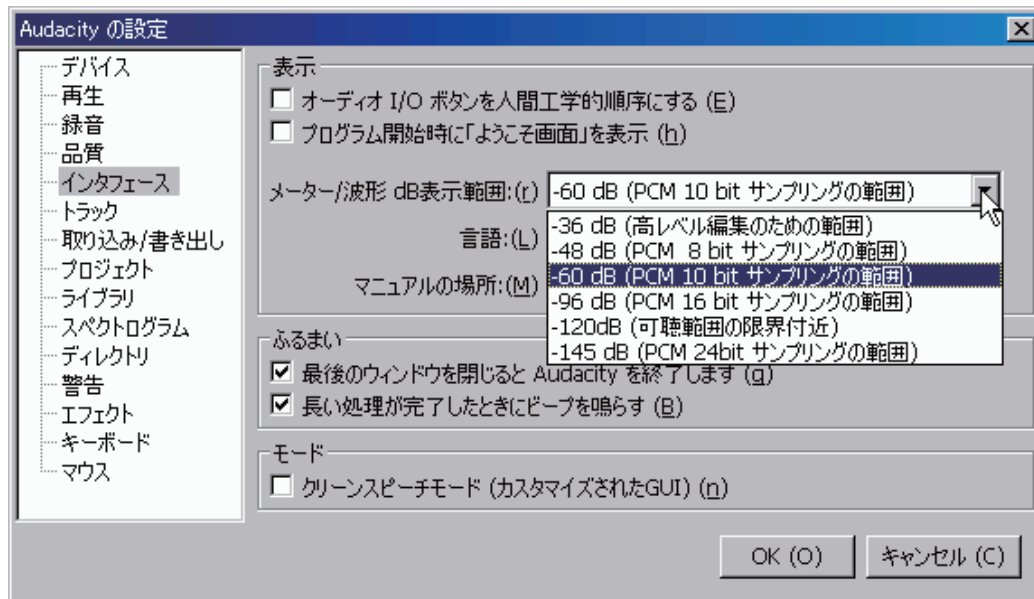 Audacity の設定
デバイス
再生
録音
品質
インタフェース
トラック
取り込み/書き出し
プロジェクト
ライブラリ
スペクトログラム
ディレクトリ
警告
エフェクト
キーボード
マウス
表示
オーディオ I/O ボタンを人間工学的順序にする (E)
プログラム開始時に「ようこそ画面」を表示 (h)
メーター/波形 dB表示範囲:(r) -60 dB (PCM 10 bit サンプリングの範囲)
-36 dB (高レベル編集のための範囲)
-48 dB (PCM  8 bit サンプリングの範囲)
-60 dB (PCM 10 bit サンプリングの範囲)
-96 dB (PCM 16 bit サンプリングの範囲)
-120dB (可聴範囲の限界付近)
-145 dB (PCM 24bit サンプリングの範囲)
言語:(L)
マニュアルの場所:(M)
ふるまい
最後のウィンドウを閉じると Audacity を終了します (g)
長い処理が完了したときにビープを鳴らす (B)
モード
クリーンスピーチモード (カスタマイズされたGUI) (n)
OK (O)
キャンセル (C)